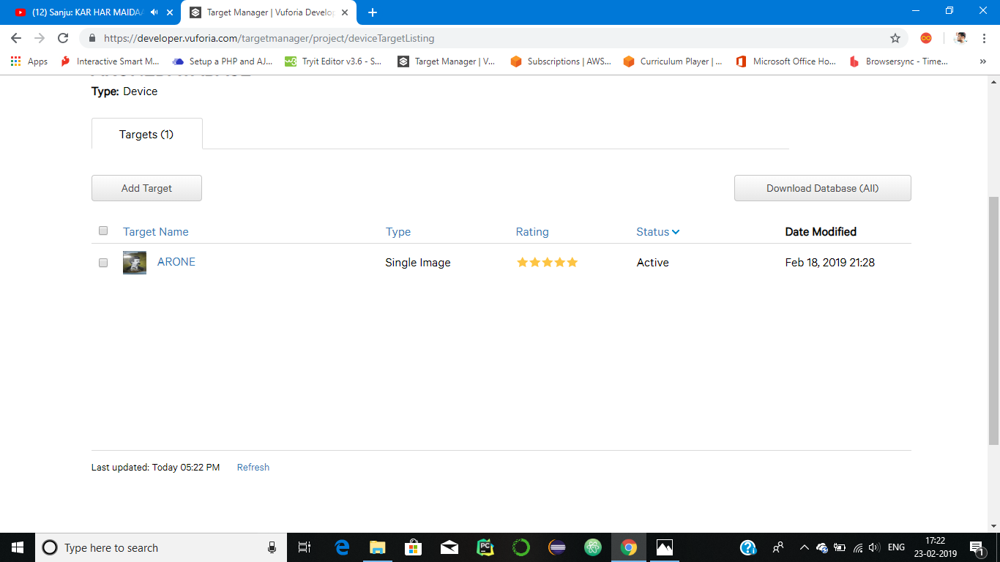 (12) Sanju: KAR HAR MAIDAA
Target Manager | Vuforia Develop
https://developer.vuforia.com/targetmanager/project/deviceTargetListing
Apps
Interactive Smart M...
Setup a PHP and AJ...
Tryit Editor v3.6 - S...
Target Manager | V...
Subscriptions | AWS...
Curriculum Player | ...
Microsoft Office Ho...
Browsersync - Time...
Type: Device
Targets (1)
Add Target
Download Database (All)
Target Name Type Rating Status Date Modified
ARONE Single Image Active Feb 18, 2019 21:28
Last updated: Today 05:22 PM Refresh
Type here to search
ENG
17:22
23-02-2019
1